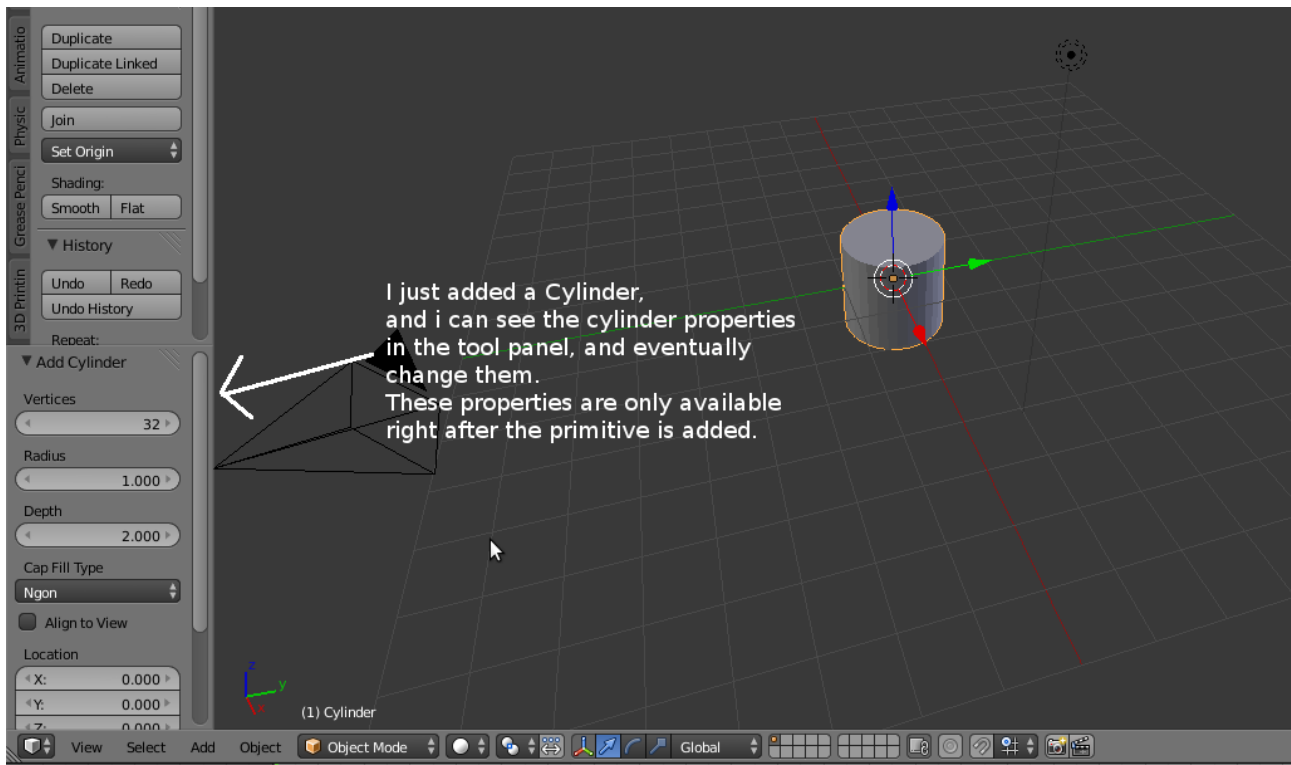 Animatio
Physic
Grease Penci
3D Printin
Duplicate
Duplicate Linked
Delete
Join
Set Origin
Shading:
Smooth Flat
History
Undo Redo
Undo History
Repeat:
Add Cylinder
Vertices
32
Radius
1.000
Depth
2.000
Cap Fill Type
Ngon
Align to View
Location
X: 0.000
Y: 0.000
Z: 0.000
I just added a Cylinder,
and i can see the cylinder properties
in the tool panel, and eventually
change them.
These properties are only available
right after the primitive is added.
z
y
x
(1) Cylinder
View Select Add Object Object Mode Global